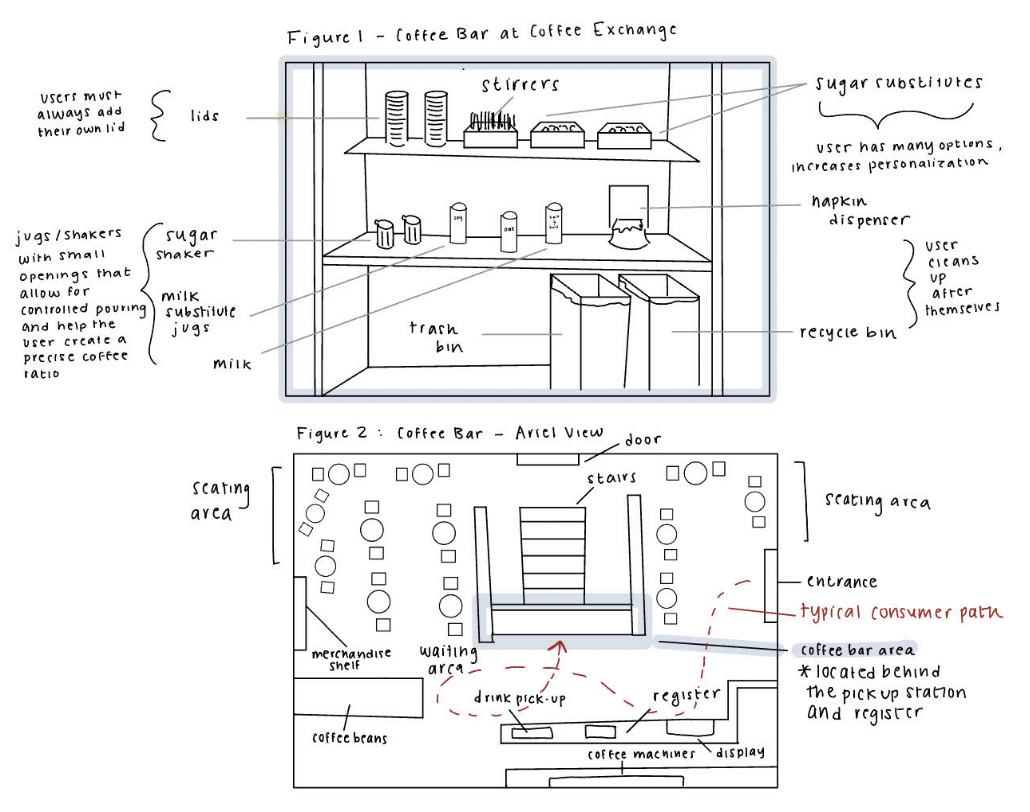 Figure 1 - Coffee Bar at Coffee Exchange
stirrers
sugar substitutes
users must
always add
their own lid
lids
user has many options,
increases personalization
napkin
dispenser
jugs/shakers
with small
openings that
allow for
controlled pouring
and help the
user create a
precise coffee
ratio
sugar
shaker
milk
substitute
jugs
milk
soy
oat
user
cleans
up
after
themselves
trash
bin
recycle bin
Figure 2: Coffee Bar - Ariel View
door
stairs
seating
area
seating area
entrance
typical consumer path
merchandise
shelf
waiting
area
coffee bar area
*located behind
the pick up station
and register
drink pick-up
register
coffee beans
coffee machines
display